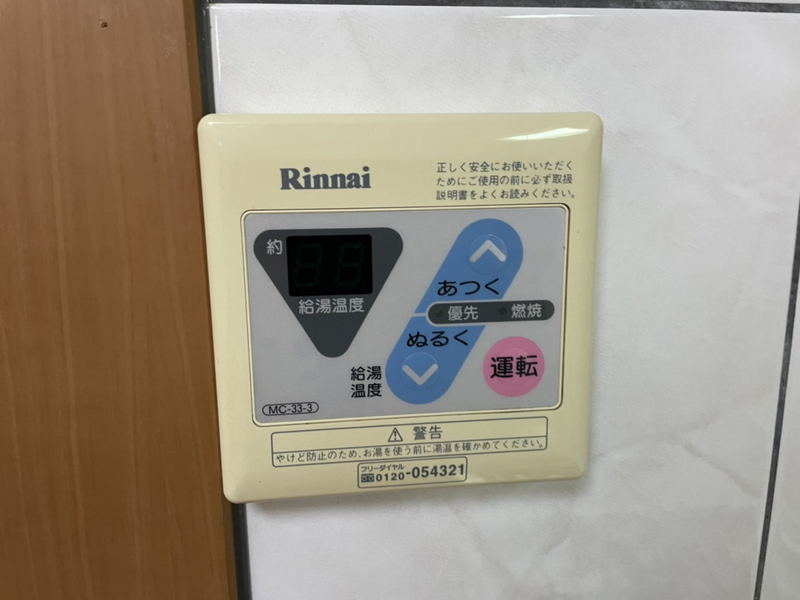 Rinnai
正しく安全にお使いいただく
ためにご使用の前に必ず取扱
説明書をよくお読みください。
約
給湯温度
あつく
優先 燃焼
ぬるく
給湯
温度
運転
MC-33-3
⚠ 警告
やけど防止のため、お湯を使う前に湯温を確かめてください。
フリーダイヤル
0120-054321